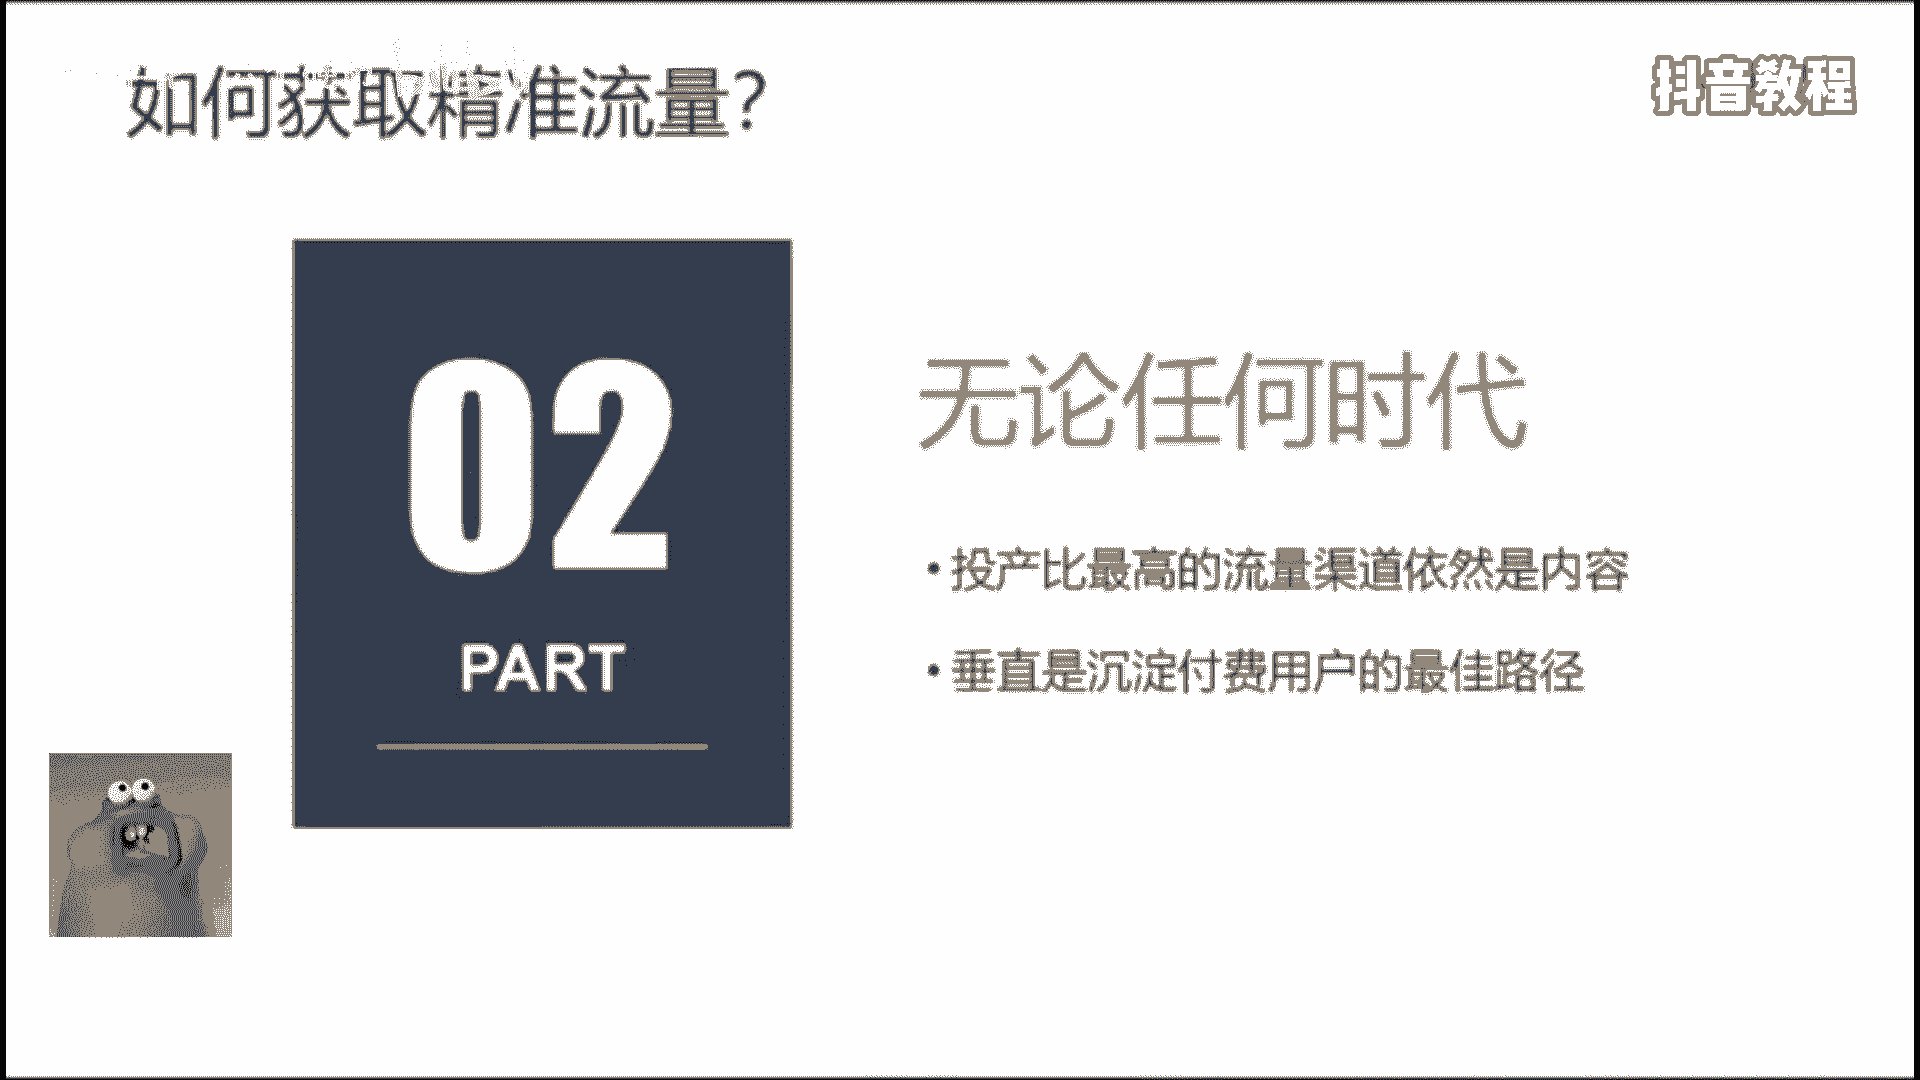 如何获取精准流量?
抖音教程
02
PART
无论任何时代
• 投产比最高的流量渠道依然是内容
• 垂直是沉淀付费用户的最佳路径